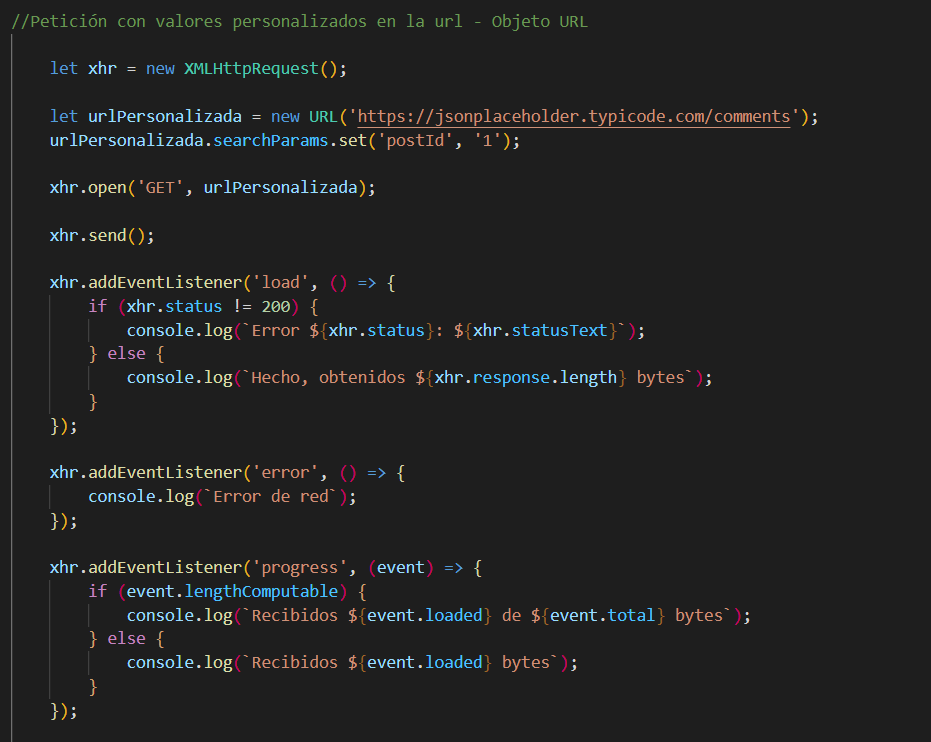 //Petición con valores personalizados en la url - Objeto URL
let xhr = new XMLHttpRequest();
let urlPersonalizada = new URL('https://jsonplaceholder.typicode.com/comments');
urlPersonalizada.searchParams.set('postId', '1');
xhr.open('GET', urlPersonalizada);
xhr.send();
xhr.addEventListener('load', () => {
if (xhr.status != 200) {
console.log(`Error ${xhr.status}: ${xhr.statusText}`);
} else {
console.log(`Hecho, obtenidos ${xhr.response.length} bytes`);
}
});
xhr.addEventListener('error', () => {
console.log(`Error de red`);
});
xhr.addEventListener('progress', (event) => {
if (event.lengthComputable) {
console.log(`Recibidos ${event.loaded} de ${event.total} bytes`);
} else {
console.log(`Recibidos ${event.loaded} bytes`);
}
});